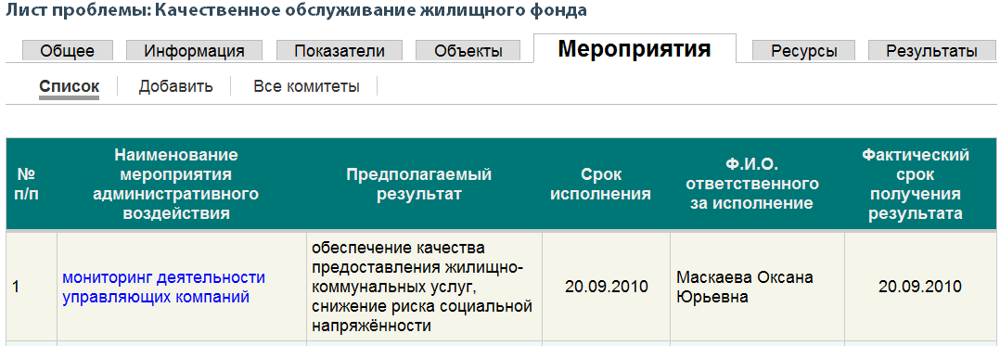 Лист проблемы: Качественное обслуживание жилищного фонда
Общее Информация Показатели Объекты Мероприятия Ресурсы Результаты
Список Добавить Все комитеты
№
п/п
Наименование
мероприятия
административного
воздействия
Предполагаемый
результат
Срок
исполнения
Ф.И.О.
ответственного
за исполнение
Фактический
срок
получения
результата
1
мониторинг деятельности
управляющих компаний
обеспечение качества
предоставления жилищно-
коммунальных услуг,
снижение риска социальной
напряжённости
20.09.2010
Маскаева Оксана
Юрьевна
20.09.2010